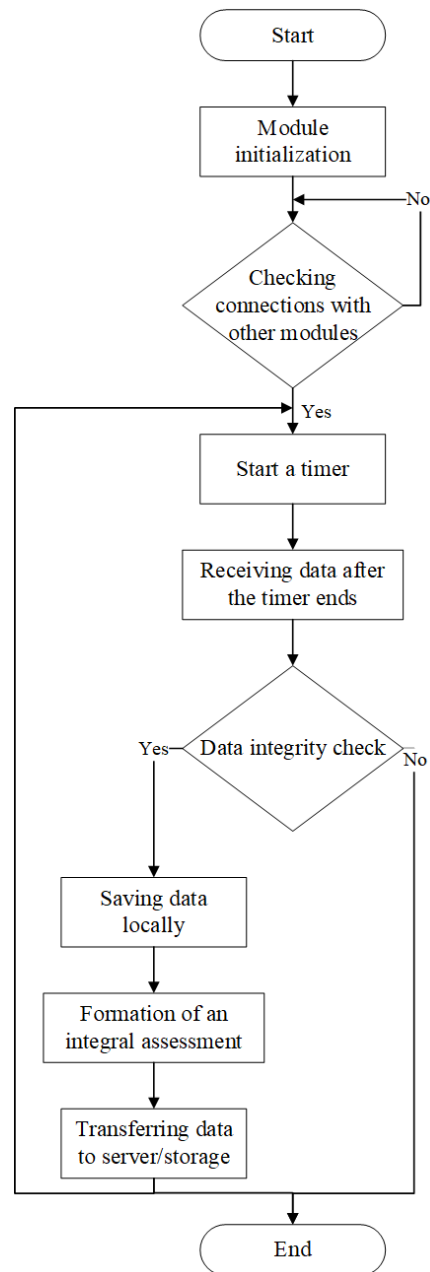 Start
Module
initialization
No
Checking
connections with
other modules
Yes
Start a timer
Receiving data after
the timer ends
Yes
Data integrity check
No
Saving data
locally
Formation of an
integral assessment
Transferring data
to server/storage
End